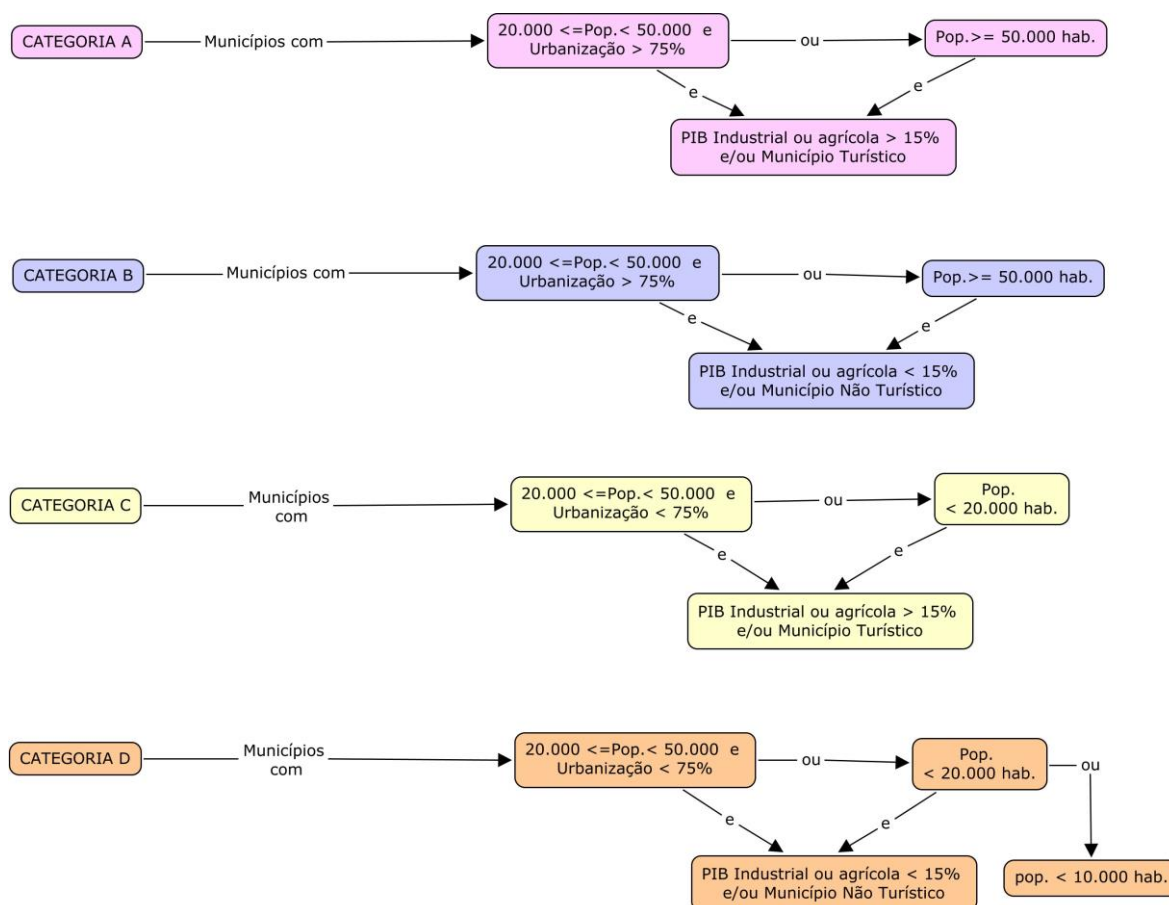 CATEGORIA A
Municípios com
20.000 <=Pop.< 50.000 e
Urbanização > 75%
ou
Pop.>= 50.000 hab.
e
e
PIB Industrial ou agrícola > 15%
e/ou Município Turístico
CATEGORIA B
Municípios com
20.000 <=Pop.< 50.000 e
Urbanização > 75%
ou
Pop.>= 50.000 hab.
e
e
PIB Industrial ou agrícola < 15%
e/ou Município Não Turístico
CATEGORIA C
Municípios
com
20.000 <=Pop.< 50.000 e
Urbanização < 75%
ou
Pop.
< 20.000 hab.
e
e
PIB Industrial ou agrícola > 15%
e/ou Município Turístico
CATEGORIA D
Municípios
com
20.000 <=Pop.< 50.000 e
Urbanização < 75%
ou
Pop.
< 20.000 hab.
ou
e
e
PIB Industrial ou agrícola < 15%
e/ou Município Não Turístico
pop. < 10.000 hab.